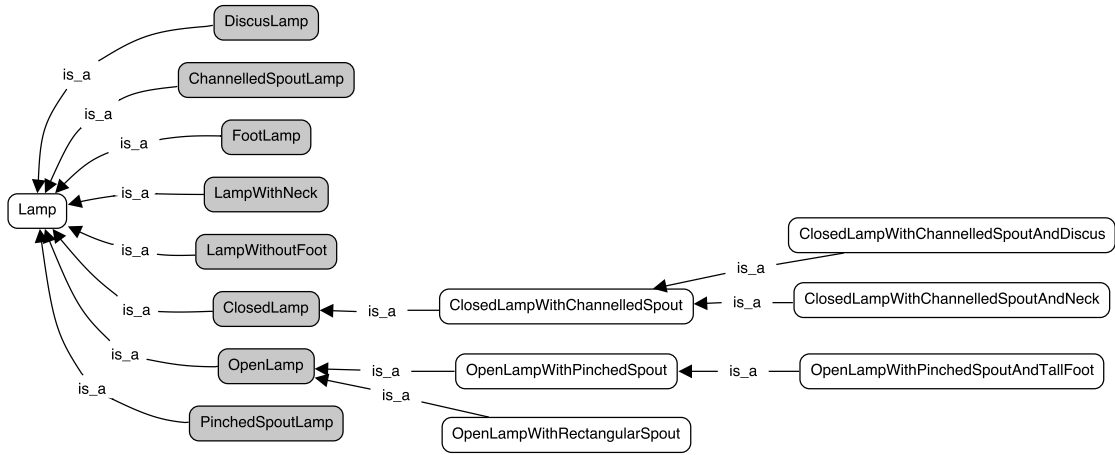 DiscusLamp
is_a
ChannelledSpoutLamp
is_a
FootLamp
is_a
LampWithNeck
is_a
Lamp
LampWithoutFoot
is_a
ClosedLampWithChannelledSpoutAndDiscus
is_a
ClosedLamp
is_a
is_a
ClosedLampWithChannelledSpout
is_a
ClosedLampWithChannelledSpoutAndNeck
OpenLamp
is_a
is_a
OpenLampWithPinchedSpout
is_a
OpenLampWithPinchedSpoutAndTallFoot
is_a
PinchedSpoutLamp
is_a
OpenLampWithRectangularSpout